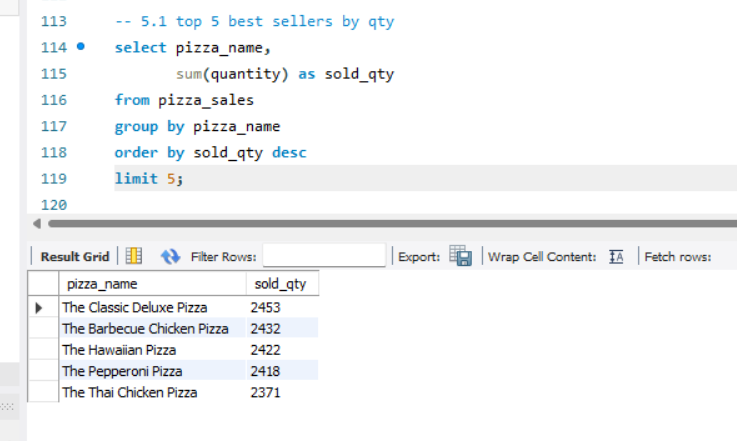 113 -- 5.1 top 5 best sellers by qty
114 select pizza_name,
115 sum(quantity) as sold_qty
116 from pizza_sales
117 group by pizza_name
118 order by sold_qty desc
119 limit 5;
120
Result Grid Filter Rows: Export: Wrap Cell Content: Fetch rows:
pizza_name sold_qty
The Classic Deluxe Pizza 2453
The Barbecue Chicken Pizza 2432
The Hawaiian Pizza 2422
The Pepperoni Pizza 2418
The Thai Chicken Pizza 2371